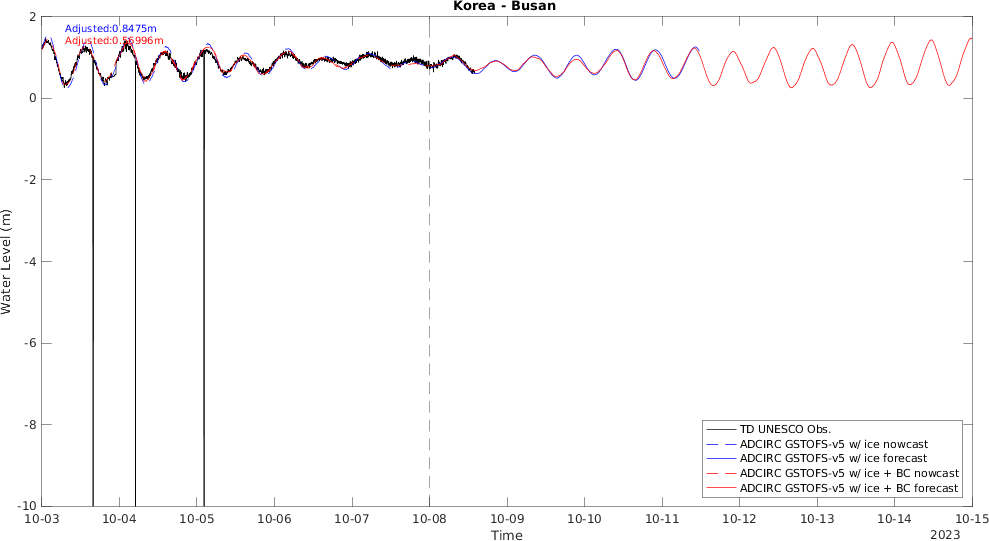 Korea - Busan
Adjusted:0.8475m
Adjusted:0.56996m
Water Level (m)
2
0
-2
-4
-6
-8
-10
TD UNESCO Obs.
ADCIRC GSTOFS-v5 w/ ice nowcast
ADCIRC GSTOFS-v5 w/ ice forecast
ADCIRC GSTOFS-v5 w/ ice + BC nowcast
ADCIRC GSTOFS-v5 w/ ice + BC forecast
10-03 10-04 10-05 10-06 10-07 10-08 10-09 10-10 10-11 10-12 10-13 10-14 10-15
Time
2023